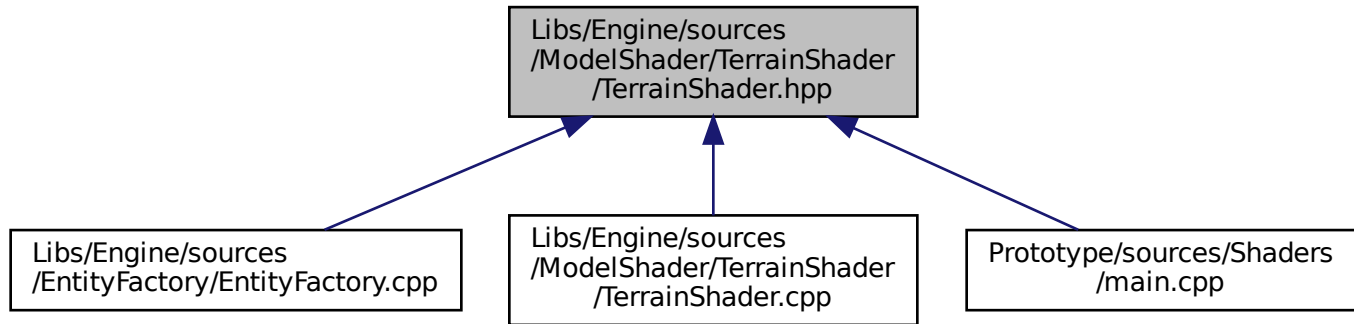 Libs/Engine/sources
/ModelShader/TerrainShader
/TerrainShader.hpp
Libs/Engine/sources
/EntityFactory/EntityFactory.cpp
Libs/Engine/sources
/ModelShader/TerrainShader
/TerrainShader.cpp
Prototype/sources/Shaders
/main.cpp